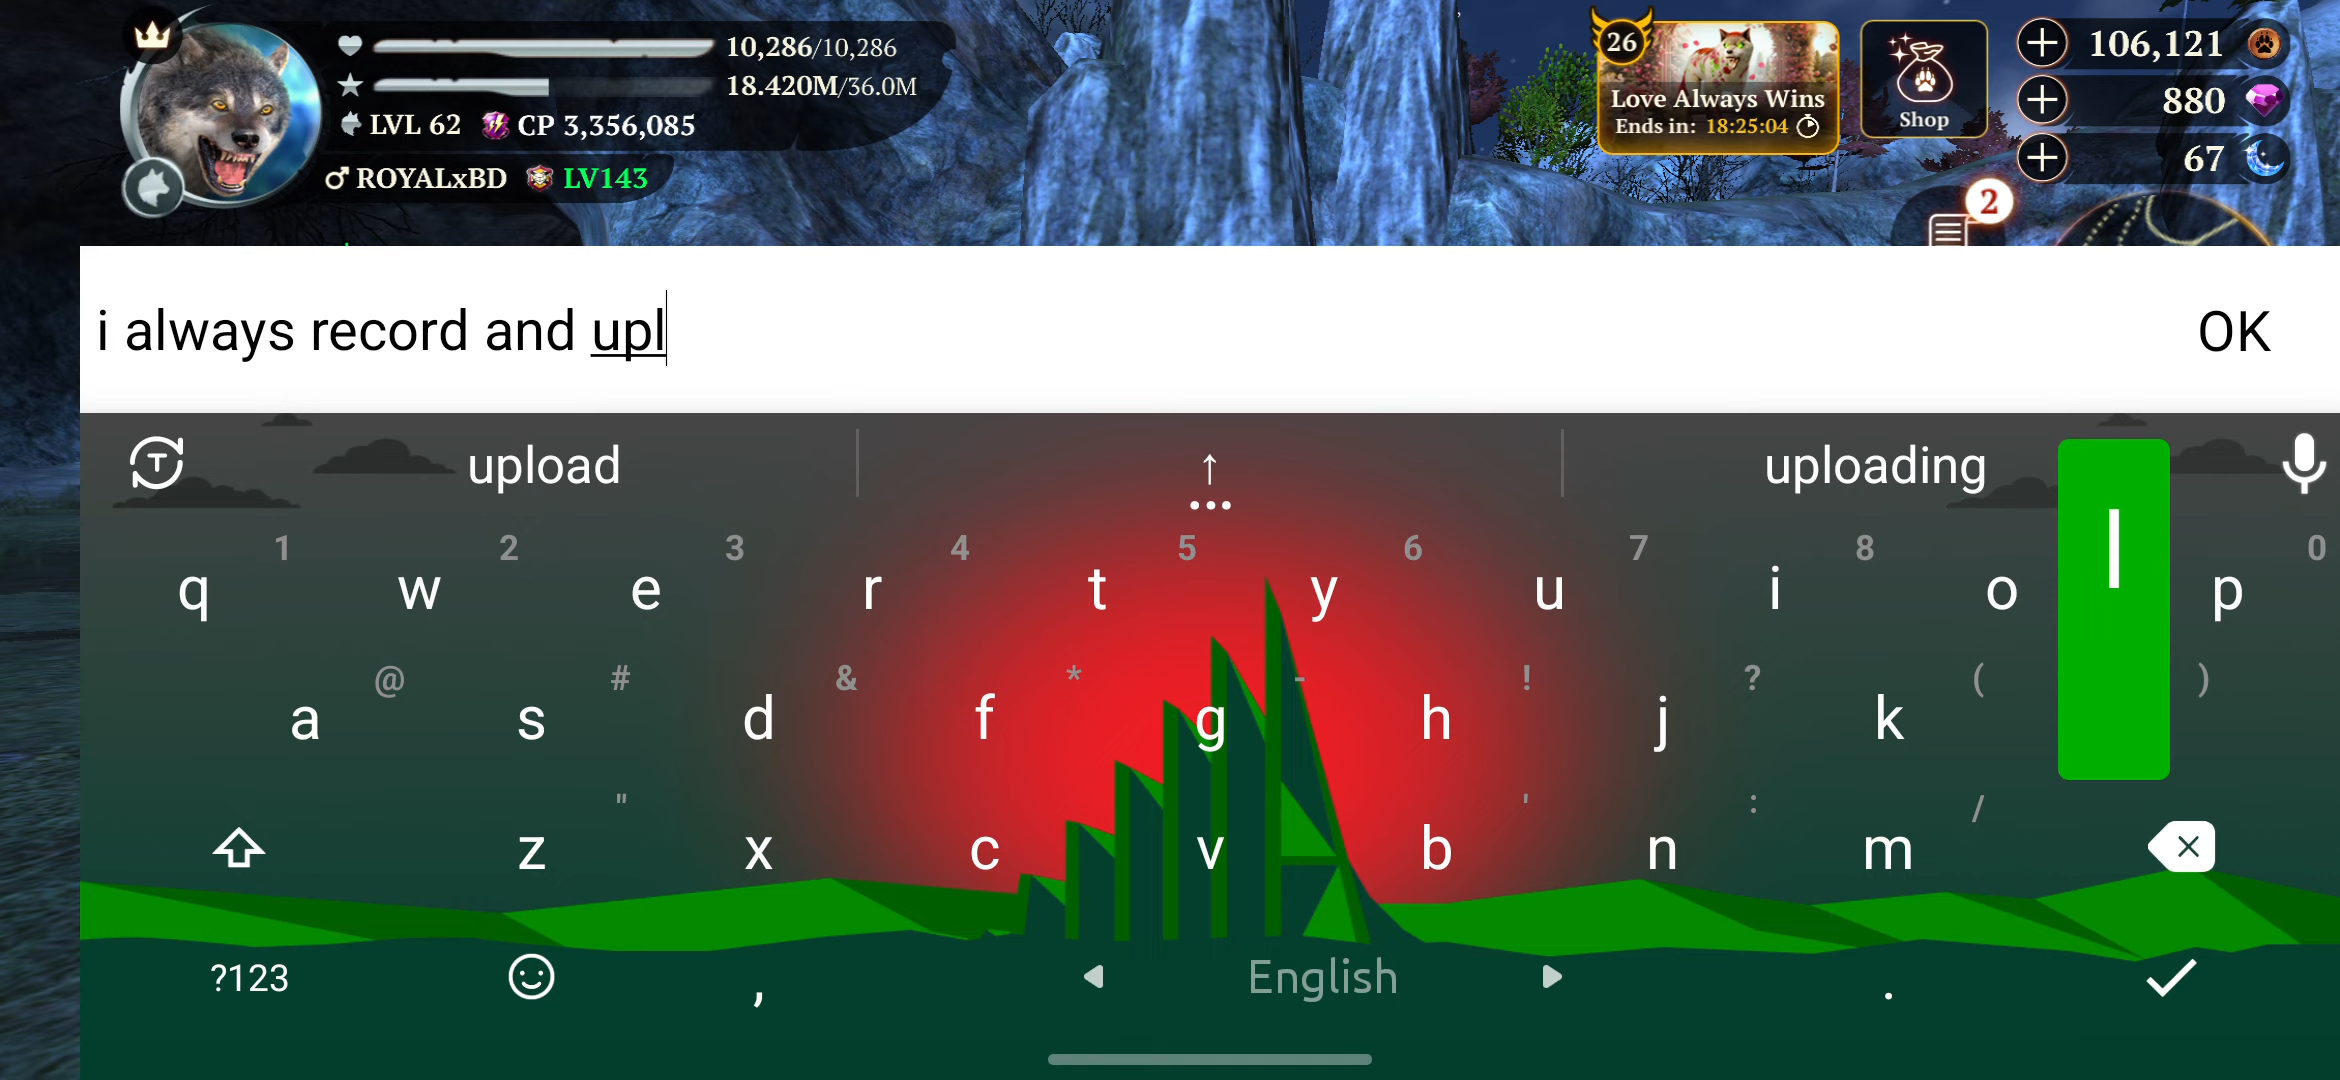 10,286/10,286
18.420M/36.0M
LVL 62 CP 3,356,085
ROYALxBD LV143
26
Love Always Wins
Ends in: 18:25:04
Shop
106,121
880
67
2
i always record and upl
OK
T upload ↑ uploading
...
1 2 3 4 5 6 7 8 0
q w e r t y u i o l p
@ # & * - ! ? ( )
a s d f g h j k
" ' : /
z x c v b n m
?123 , English .